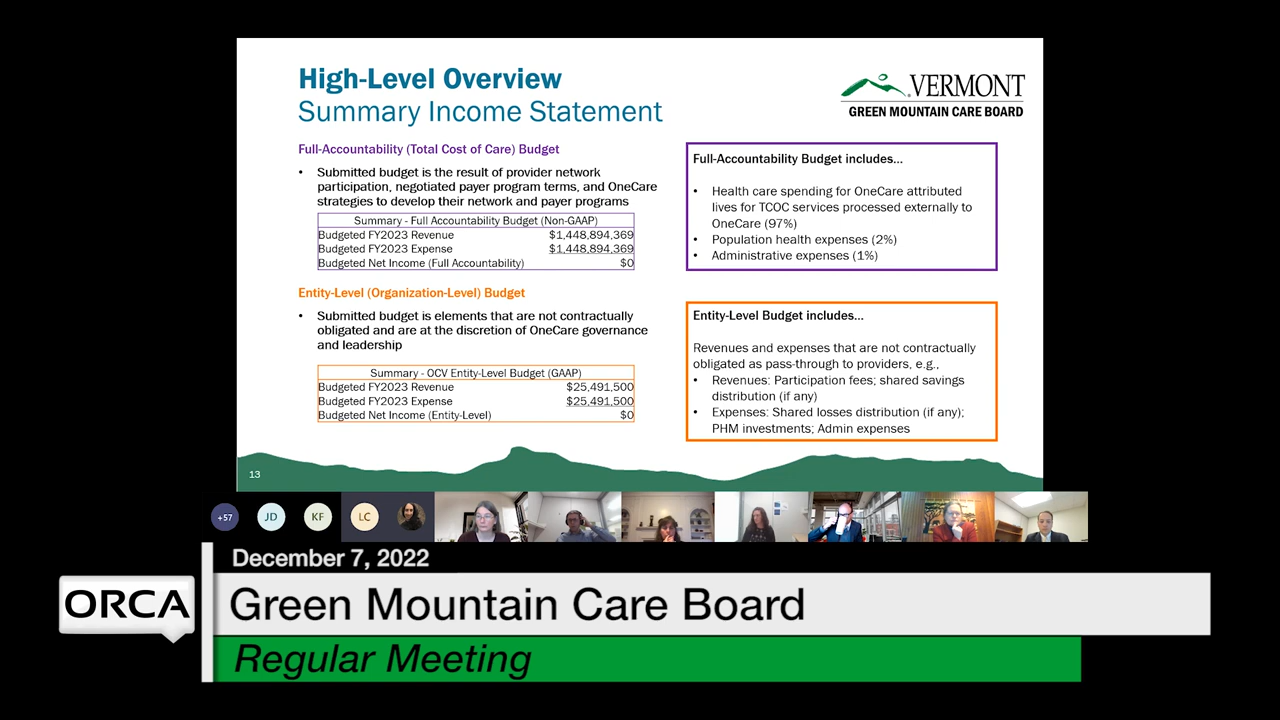 High-Level Overview
Summary Income Statement
VERMONT
GREEN MOUNTAIN CARE BOARD
Full-Accountability (Total Cost of Care) Budget
• Submitted budget is the result of provider network
participation, negotiated payer program terms, and OneCare
strategies to develop their network and payer programs
Summary - Full Accountability Budget (Non-GAAP)
Budgeted FY2023 Revenue $1,448,894,369
Budgeted FY2023 Expense $1,448,894,369
Budgeted Net Income (Full Accountability) $0
Full-Accountability Budget includes...
• Health care spending for OneCare attributed
lives for TCOC services processed externally to
OneCare (97%)
• Population health expenses (2%)
• Administrative expenses (1%)
Entity-Level (Organization-Level) Budget
• Submitted budget is elements that are not contractually
obligated and are at the discretion of OneCare governance
and leadership
Summary - OCV Entity-Level Budget (GAAP)
Budgeted FY2023 Revenue $25,491,500
Budgeted FY2023 Expense $25,491,500
Budgeted Net Income (Entity-Level) $0
Entity-Level Budget includes...
Revenues and expenses that are not contractually
obligated as pass-through to providers, e.g.,
• Revenues: Participation fees; shared savings
distribution (if any)
• Expenses: Shared losses distribution (if any);
PHM investments; Admin expenses
13
+57 JD KF LC
December 7, 2022
ORCA
Green Mountain Care Board
Regular Meeting